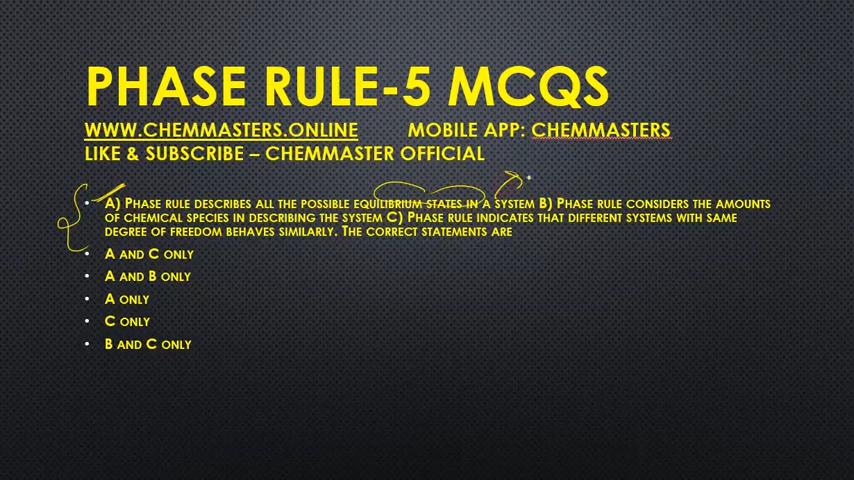 PHASE RULE-5 MCQS
WWW.CHEMMASTERS.ONLINE MOBILE APP: CHEMMASTERS
LIKE & SUBSCRIBE – CHEMMASTER OFFICIAL
• A) PHASE RULE DESCRIBES ALL THE POSSIBLE EQUILIBRIUM STATES IN A SYSTEM B) PHASE RULE CONSIDERS THE AMOUNTS
OF CHEMICAL SPECIES IN DESCRIBING THE SYSTEM C) PHASE RULE INDICATES THAT DIFFERENT SYSTEMS WITH SAME
DEGREE OF FREEDOM BEHAVES SIMILARLY. THE CORRECT STATEMENTS ARE
• A AND C ONLY
• A AND B ONLY
• A ONLY
• C ONLY
• B AND C ONLY